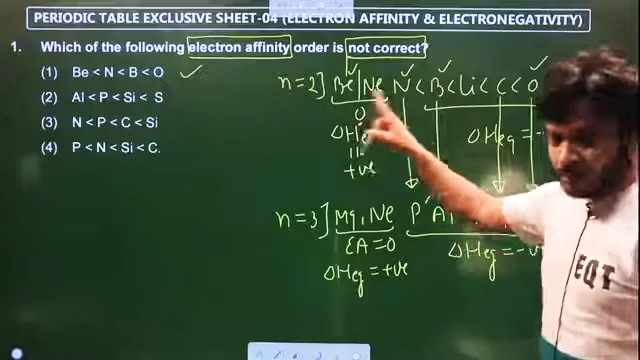 PERIODIC TABLE EXCLUSIVE SHEET-04 (ELECTRON AFFINITY & ELECTRONEGATIVITY)
1. Which of the following electron affinity order is not correct?
(1) Be < N < B < O
(2) Al < P < Si < S
(3) N < P < C < Si
(4) P < N < Si < C.
n=2] Be|Ne N < B < Li < C < O
0
ΔHeg ΔHeg = -
=
+ve
n=3] Mg, Ne P Al
EA=0 ΔHeg = -v
ΔHeg = +ve
EQT